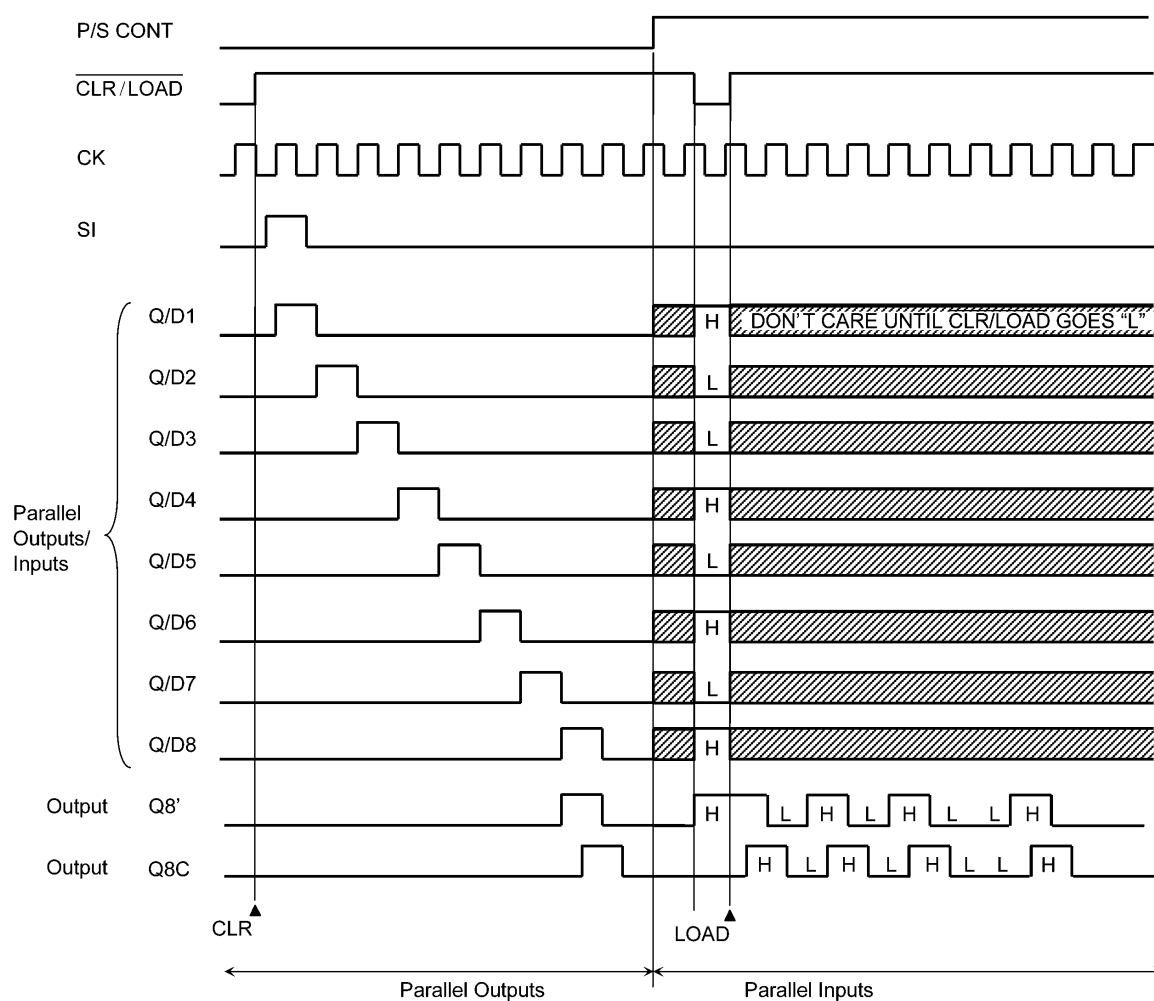 P/S CONT
CLR/LOAD
CK
SI
Q/D1 H DON'T CARE UNTIL CLR/LOAD GOES “L”
Q/D2 L
Q/D3 L
Q/D4 H
Parallel
Outputs/
Inputs
Q/D5 L
Q/D6 H
Q/D7 L
Q/D8 H
Output Q8’ H L H L H L L H
Output Q8C H L H L H L L H
CLR LOAD
Parallel Outputs Parallel Inputs